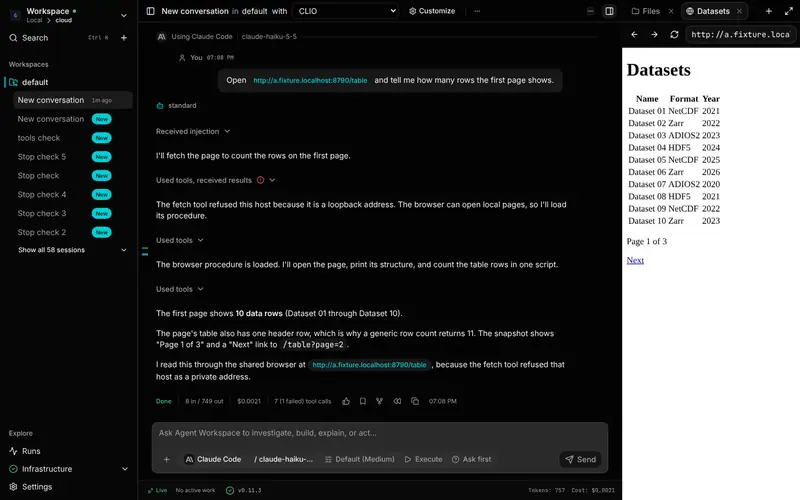 Workspace
Local > cloud
Search Ctrl K
Workspaces
default
New conversation 1m ago
New conversation New
tools check New
Stop check 5 New
Stop check New
Stop check 4 New
Stop check 3 New
Stop check 2 New
Show all 58 sessions
Explore
Runs
Infrastructure
Settings
New conversation in default with CLIO Customize
Using Claude Code claude-haiku-5-5
You 07:08 PM
Open http://a.fixture.localhost:8790/table and tell me how many rows the first page shows.
standard
Received injection
I'll fetch the page to count the rows on the first page.
Used tools, received results
The fetch tool refused this host because it is a loopback address. The browser can open local pages, so I'll load
its procedure.
Used tools
The browser procedure is loaded. I'll open the page, print its structure, and count the table rows in one script.
Used tools
The first page shows 10 data rows (Dataset 01 through Dataset 10).
The page's table also has one header row, which is why a generic row count returns 11. The snapshot shows
"Page 1 of 3" and a "Next" link to /table?page=2.
I read this through the shared browser at http://a.fixture.localhost:8790/table, because the fetch tool refused that
host as a private address.
Done 8 in / 749 out $0.0021 7 (1 failed) tool calls 07:08 PM
Ask Agent Workspace to investigate, build, explain, or act...
Claude Code / claude-haiku-... Default (Medium) Execute Ask first Send
Live No active work v0.11.3 Tokens: 757 · Cost: $0.0021
Files Datasets
http://a.fixture.loca
Datasets
Name Format Year
Dataset 01 NetCDF 2021
Dataset 02 Zarr 2022
Dataset 03 ADIOS2 2023
Dataset 04 HDF5 2024
Dataset 05 NetCDF 2025
Dataset 06 Zarr 2026
Dataset 07 ADIOS2 2020
Dataset 08 HDF5 2021
Dataset 09 NetCDF 2022
Dataset 10 Zarr 2023
Page 1 of 3
Next